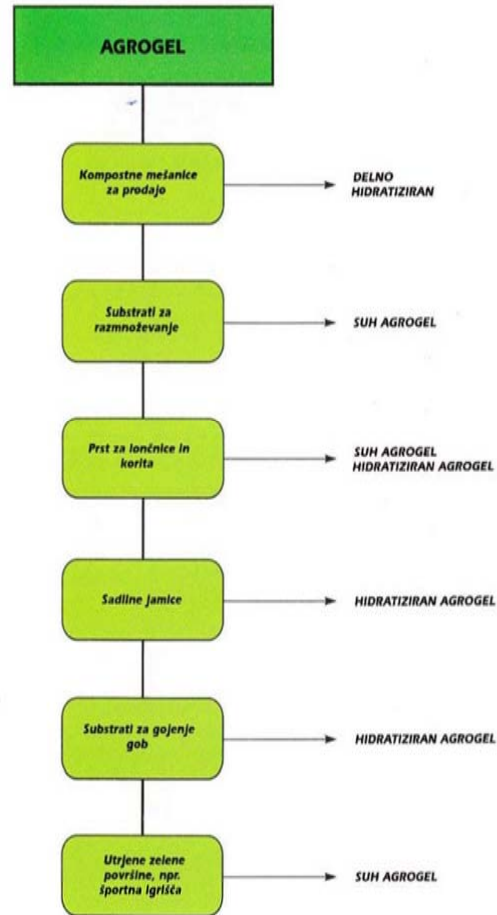 AGROGEL
Kompostne mešanice
za prodajo
DELNO
HIDRATIZIRAN
Substrati za
razmnoževanje
SUH AGROGEL
Prst za lončnice in
korita
SUH AGROGEL
HIDRATIZIRAN AGROGEL
Sadilne jamice
HIDRATIZIRAN AGROGEL
Substrati za gojenje
gob
HIDRATIZIRAN AGROGEL
Utrjene zelene
površine, npr.
športna igrišča
SUH AGROGEL